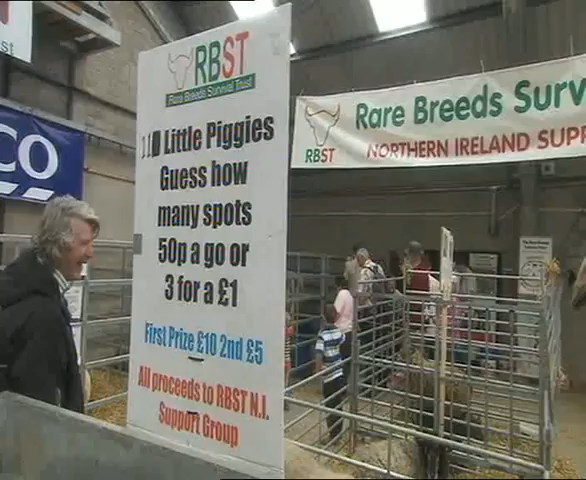 st
CO
RBST
Rare Breeds Survival Trust
11 Little Piggies
Guess how
many spots
50p a go or
3 for a £1
First Prize £10 2nd £5
All proceeds to RBST N.I.
Support Group
Rare Breeds Surv
RBST
NORTHERN IRELAND SUPP